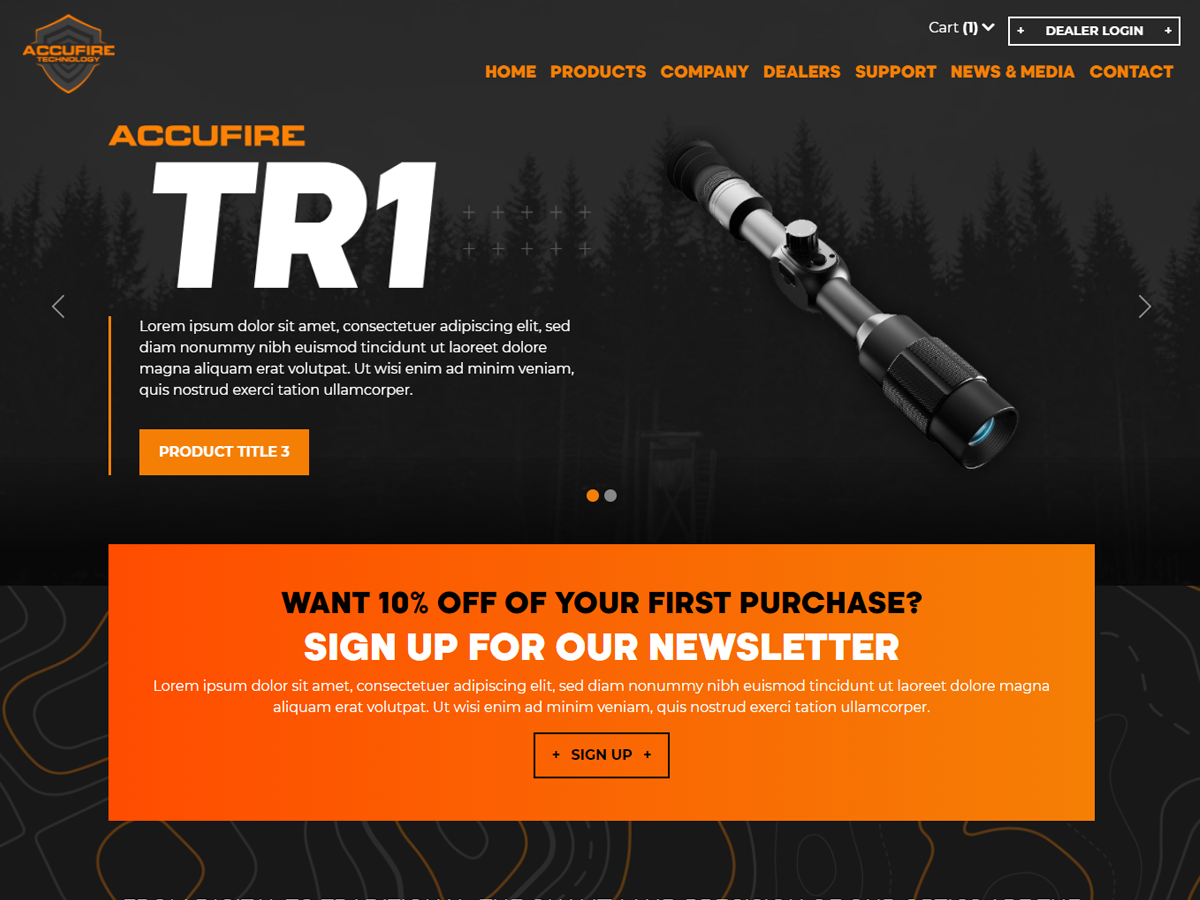 ACCUFIRE
TECHNOLOGY
Cart (1)
+ DEALER LOGIN +
HOME PRODUCTS COMPANY DEALERS SUPPORT NEWS & MEDIA CONTACT
ACCUFIRE
TR1
Lorem ipsum dolor sit amet, consectetuer adipiscing elit, sed
diam nonummy nibh euismod tincidunt ut laoreet dolore
magna aliquam erat volutpat. Ut wisi enim ad minim veniam,
quis nostrud exerci tation ullamcorper.
PRODUCT TITLE 3
WANT 10% OFF OF YOUR FIRST PURCHASE?
SIGN UP FOR OUR NEWSLETTER
Lorem ipsum dolor sit amet, consectetuer adipiscing elit, sed diam nonummy nibh euismod tincidunt ut laoreet dolore magna
aliquam erat volutpat. Ut wisi enim ad minim veniam, quis nostrud exerci tation ullamcorper.
+ SIGN UP +